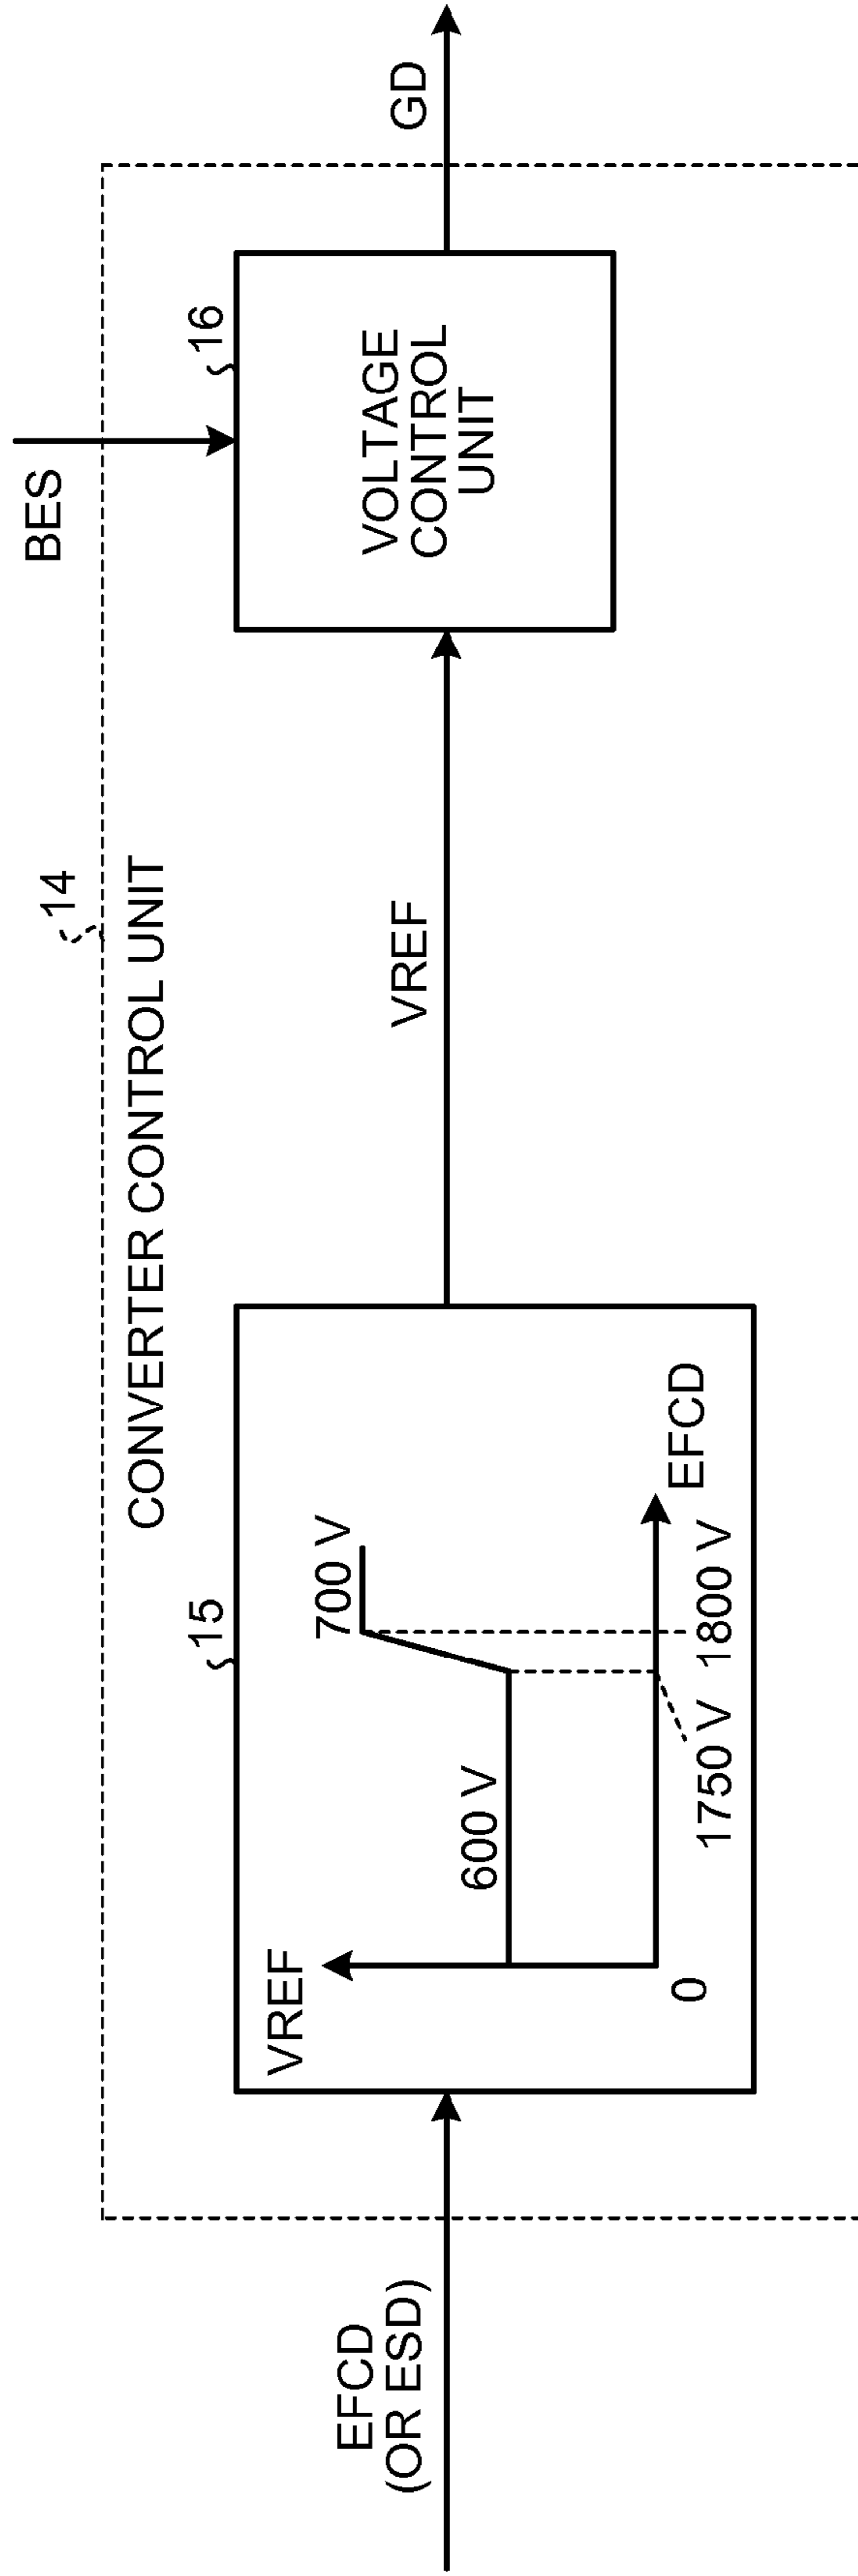 14
CONVERTER CONTROL UNIT
EFCD
(OR ESD)
15
VREF
700 V
600 V
EFCD
0
1750 V
1800 V
VREF
BES
16
VOLTAGE
CONTROL
UNIT
GD